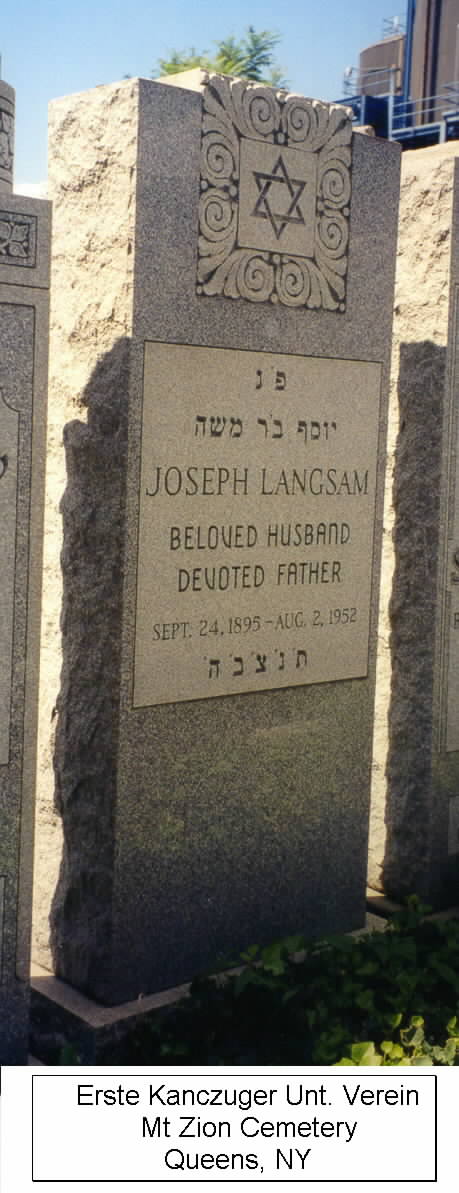 פ נ
יוסף ב'ר משה
JOSEPH LANGSAM
BELOVED HUSBAND
DEVOTED FATHER
SEPT. 24, 1895 – AUG. 2, 1952
ת' נ' צ' ב' ה'
Erste Kanczuger Unt. Verein
Mt Zion Cemetery
Queens, NY